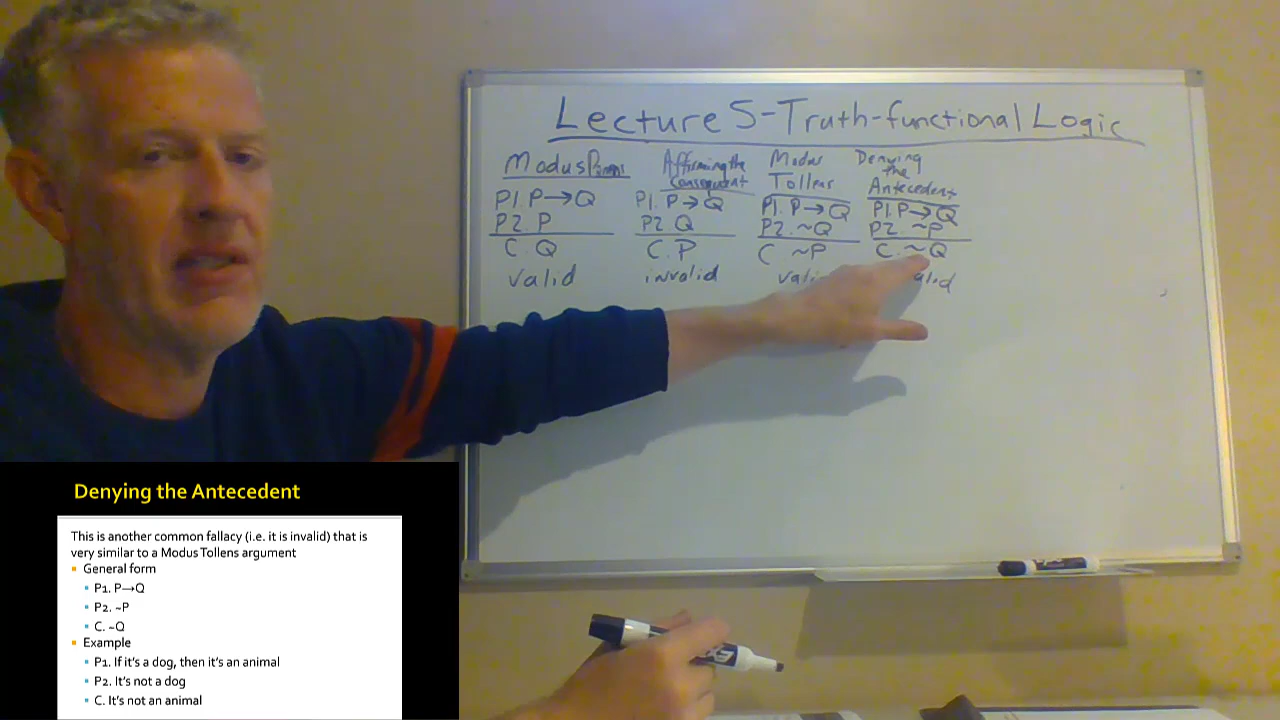 Lecture 5-Truth-functional Logic
Modus Ponens
P1. P→Q
P2. P
C. Q
valid
Affirming the
Consequent
P1. P→Q
P2. Q
C. P
invalid
Modus
Tollens
P1. P→Q
P2. ~Q
C ~P
Denying
the
Antecedent
P1. P→Q
P2. ~P
C. ~Q
Denying the Antecedent
This is another common fallacy (i.e. it is invalid) that is
very similar to a Modus Tollens argument
General form
P1. P→Q
P2. ~P
C. ~Q
Example
P1. If it's a dog, then it's an animal
P2. It's not a dog
C. It's not an animal